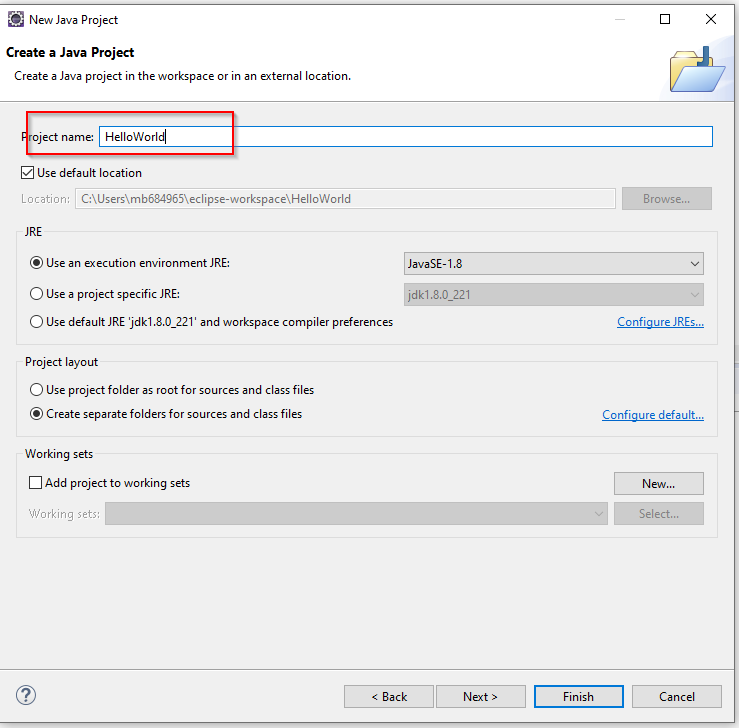 New Java Project
Create a Java Project
Create a Java project in the workspace or in an external location.
Project name: HelloWorld
Use default location
Location: C:\Users\mb684965\eclipse-workspace\HelloWorld Browse...
JRE
Use an execution environment JRE: JavaSE-1.8
Use a project specific JRE: jdk1.8.0_221
Use default JRE 'jdk1.8.0_221' and workspace compiler preferences Configure JREs...
Project layout
Use project folder as root for sources and class files
Create separate folders for sources and class files Configure default...
Working sets
Add project to working sets New...
Working sets: Select...
? < Back Next > Finish Cancel